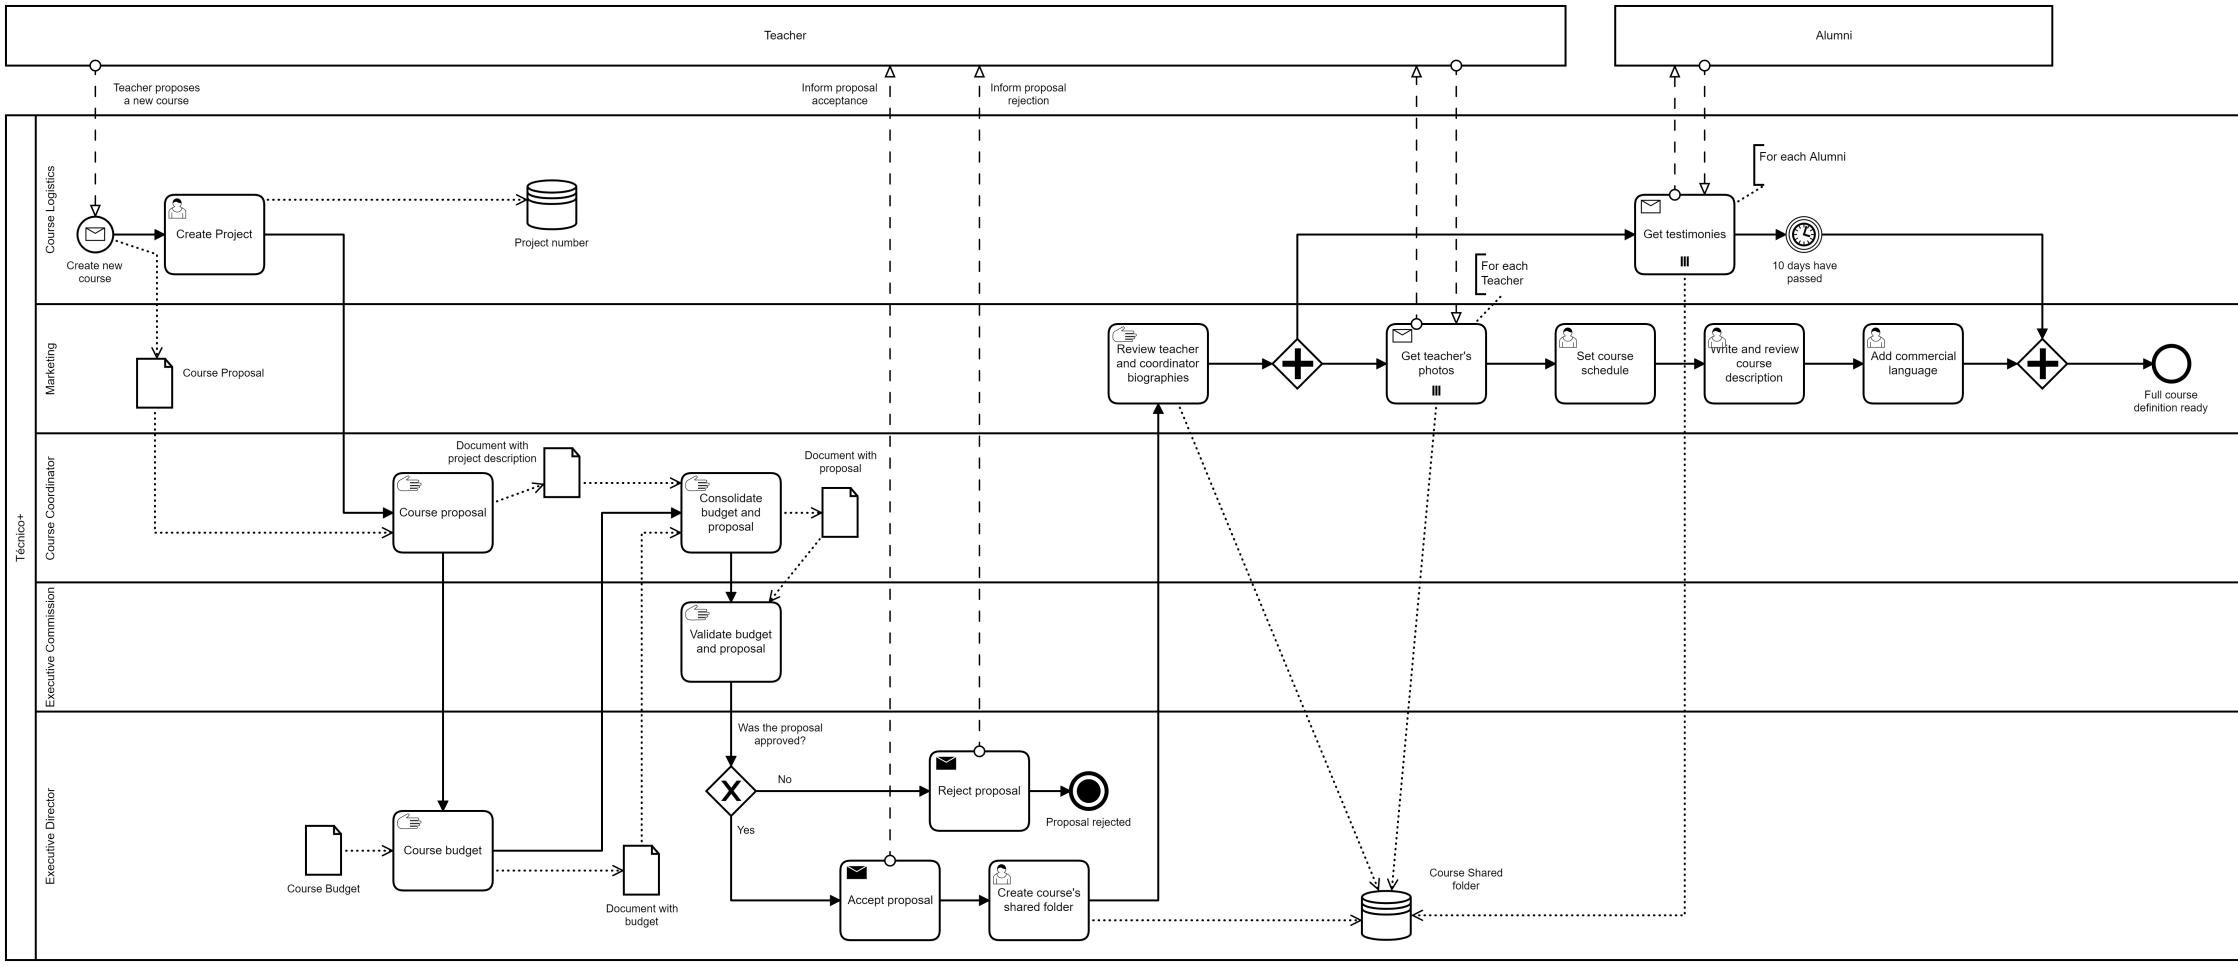 Teacher
Alumni
Teacher proposes
a new course
Inform proposal
acceptance
Inform proposal
rejection
Técnico+
Course Logistics
Create new
course
Create Project
Project number
For each Alumni
Get testimonies
10 days have
passed
For each
Teacher
Marketing
Course Proposal
Review teacher
and coordinator
biographies
Get teacher's
photos
Set course
schedule
Write and review
course
description
Add commercial
language
Full course
definition ready
Course Coordinator
Course proposal
Document with
project description
Consolidate
budget and
proposal
Document with
proposal
Executive Commission
Validate budget
and proposal
Executive Director
Was the proposal
approved?
No
Yes
Reject proposal
Proposal rejected
Course Budget
Course budget
Document with
budget
Accept proposal
Create course's
shared folder
Course Shared
folder